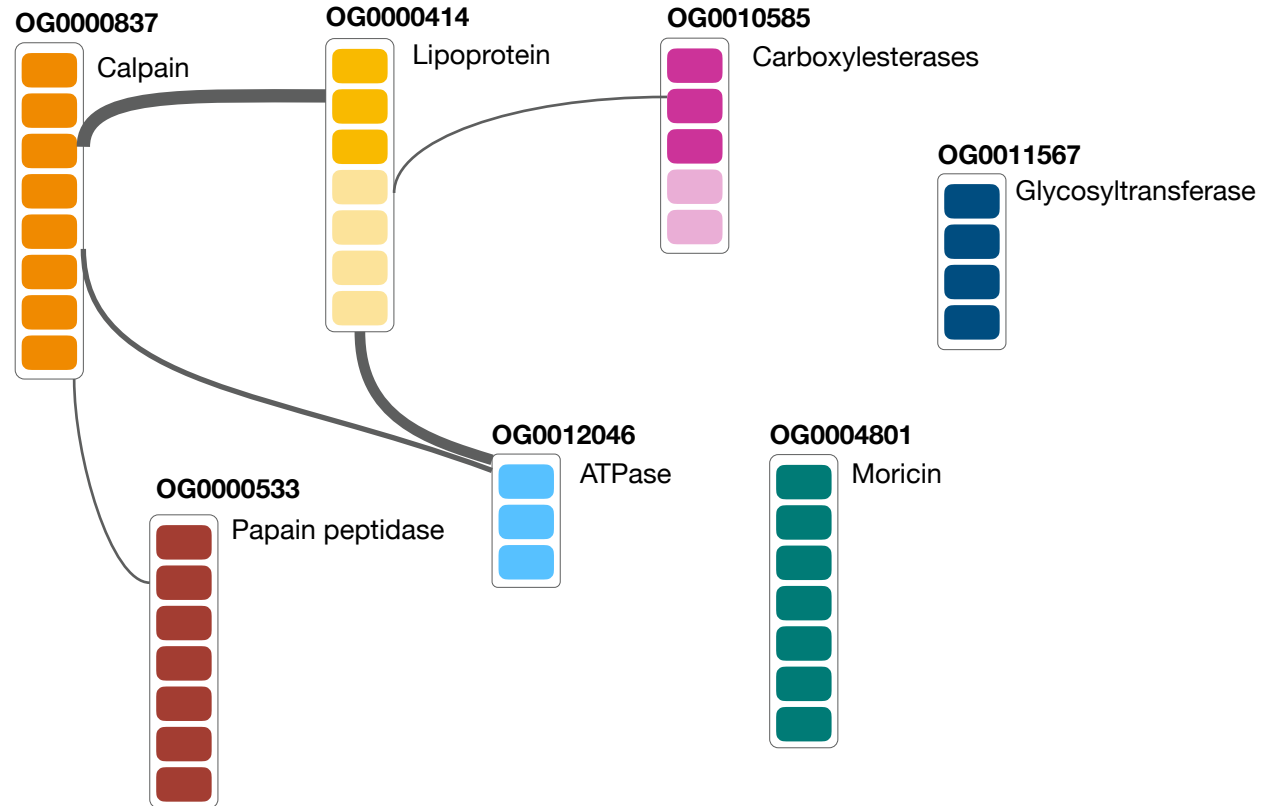 OG0000837
Calpain
OG0000414
Lipoprotein
OG0010585
Carboxylesterases
OG0011567
Glycosyltransferase
OG0000533
Papain peptidase
OG0012046
ATPase
OG0004801
Moricin